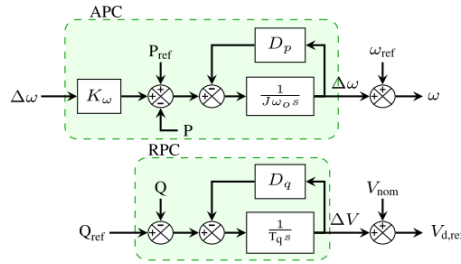 APC
P_ref
D_p
ω_ref
Δω
K_ω
1/(Jω_o s)
Δω
ω
P
RPC
Q
D_q
V_nom
Q_ref
1/(T_q s)
ΔV
V_d,ref